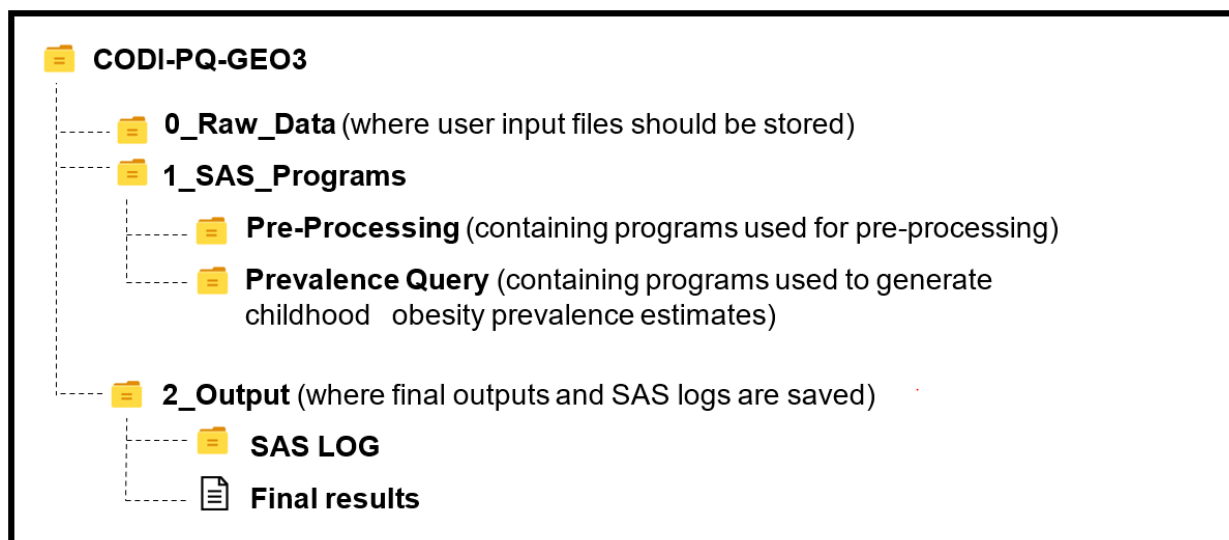 CODI-PQ-GEO3
0_Raw_Data (where user input files should be stored)
1_SAS_Programs
Pre-Processing (containing programs used for pre-processing)
Prevalence Query (containing programs used to generate
childhood obesity prevalence estimates)
2_Output (where final outputs and SAS logs are saved)
SAS LOG
Final results